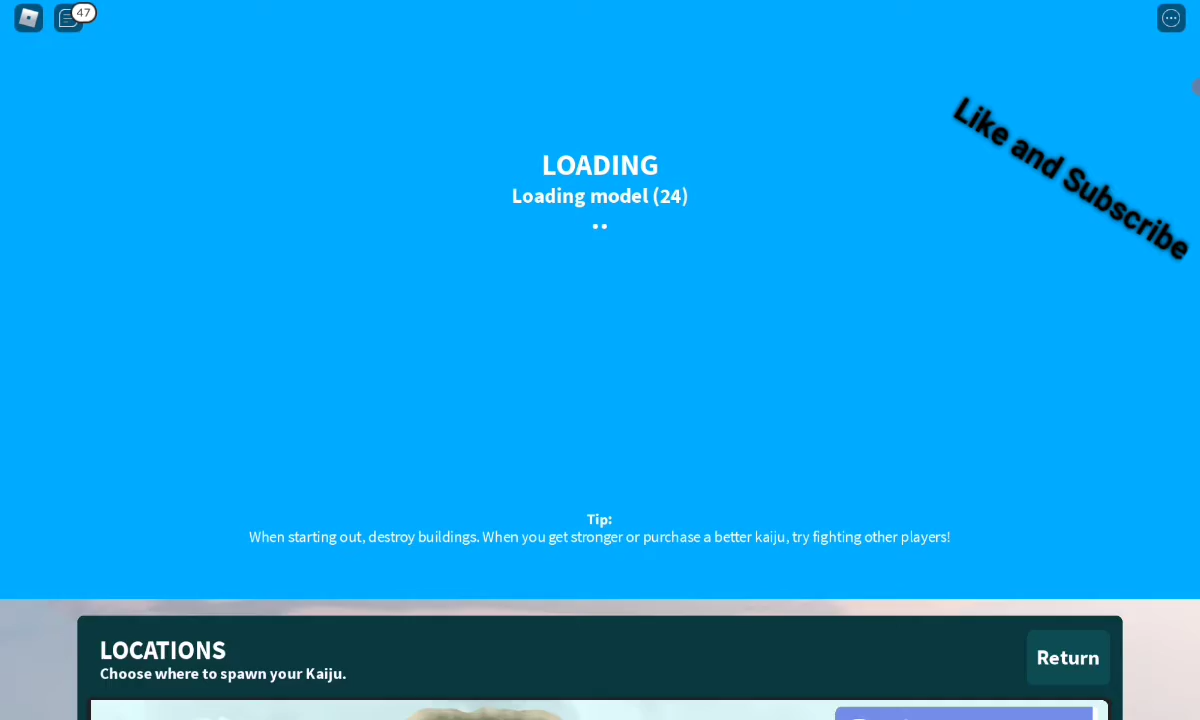 47
Like and Subscribe
LOADING
Loading model (24)
Tip:
When starting out, destroy buildings. When you get stronger or purchase a better kaiju, try fighting other players!
LOCATIONS
Choose where to spawn your Kaiju.
Return